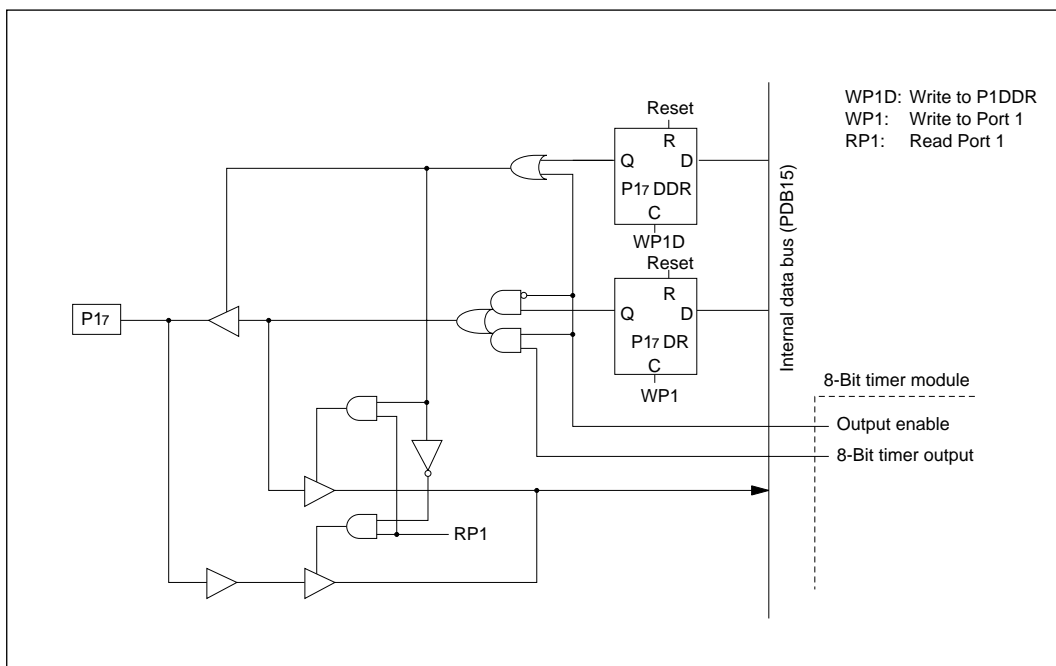 WP1D: Write to P1DDR
WP1: Write to Port 1
RP1: Read Port 1
Reset
R
Q D
P17 DDR
C
WP1D
Reset
R
Q D
P17 DR
C
WP1
P17
Internal data bus (PDB15)
8-Bit timer module
Output enable
8-Bit timer output
RP1